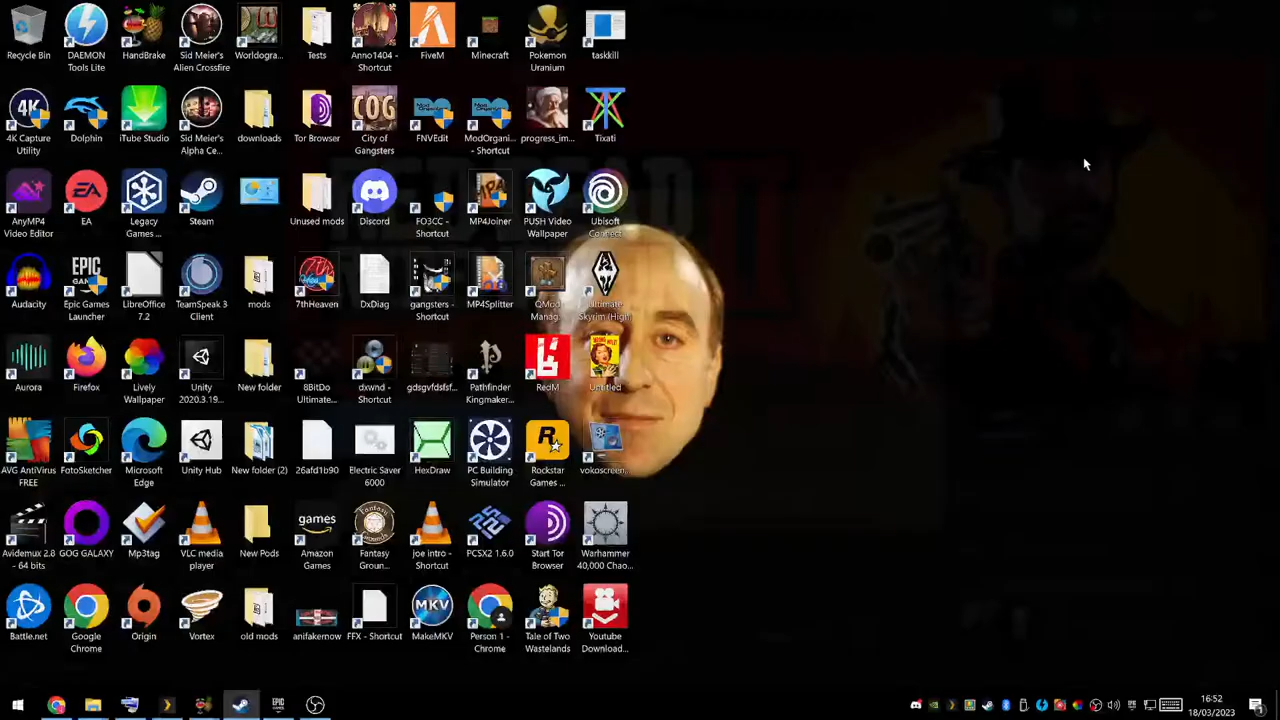 Recycle Bin
DAEMON
Tools Lite
HandBrake
Sid Meier's
Alien Crossfire
Worldogra...
Tests
Anno1404 -
Shortcut
FiveM
Minecraft
Pokemon
Uranium
taskkill
4K Capture
Utility
Dolphin
iTube Studio
Sid Meier's
Alpha Ce...
downloads
Tor Browser
City of
Gangsters
FNVEdit
ModOrgani...
- Shortcut
progress_im...
Tixati
AnyMP4
Video Editor
EA
Legacy
Games ...
Steam
Unused mods
Discord
FO3CC -
Shortcut
MP4Joiner
PUSH Video
Wallpaper
Ubisoft
Connect
Audacity
Epic Games
Launcher
LibreOffice
7.2
TeamSpeak 3
Client
mods
7thHeaven
DxDiag
gangsters -
Shortcut
MP4Splitter
QMod
Manag...
Ultimate
Skyrim (High)
Aurora
Firefox
Lively
Wallpaper
Unity
2020.3.19...
New folder
8BitDo
Ultimate...
dxwnd -
Shortcut
gdsgvfdsfsf...
Pathfinder
Kingmaker...
RedM
Untitled
AVG AntiVirus
FREE
FotoSketcher
Microsoft
Edge
Unity Hub
New folder (2)
26afd1b90
Electric Saver
6000
HexDraw
PC Building
Simulator
Rockstar
Games ...
vokoscreen...
Avidemux 2.8
- 64 bits
GOG GALAXY
Mp3tag
VLC media
player
New Pods
Amazon
Games
Fantasy
Groun...
joe intro -
Shortcut
PCSX2 1.6.0
Start Tor
Browser
Warhammer
40,000 Chao...
Battle.net
Google
Chrome
Origin
Vortex
old mods
anifakernow
FFX - Shortcut
MakeMKV
Person 1 -
Chrome
Tale of Two
Wastelands
Youtube
Download...
16:52
18/03/2023